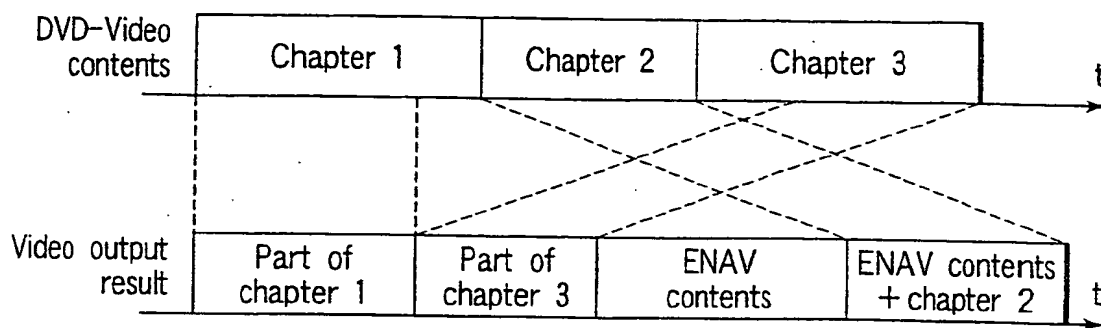 DVD-Video
contents
Chapter 1
Chapter 2
Chapter 3
t
Video output
result
Part of
chapter 1
Part of
chapter 3
ENAV
contents
ENAV contents
+ chapter 2
t